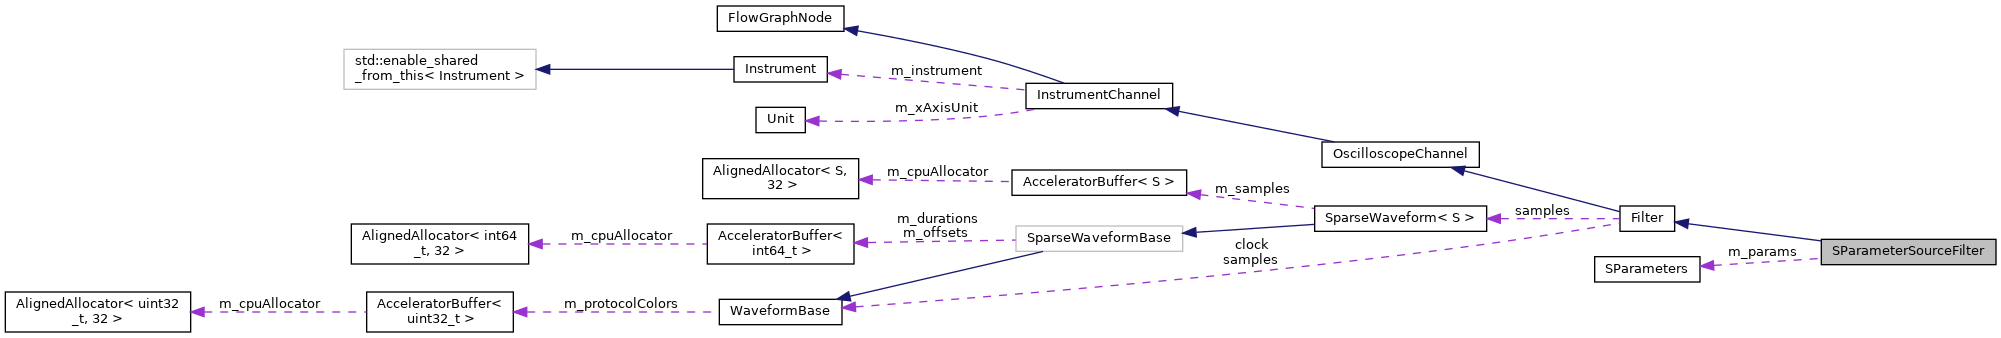 FlowGraphNode
std::enable_shared
_from_this< Instrument >
Instrument
m_instrument
InstrumentChannel
m_xAxisUnit
Unit
OscilloscopeChannel
AlignedAllocator< S,
32 >
m_cpuAllocator
AcceleratorBuffer< S >
m_samples
SparseWaveform< S >
samples
Filter
m_durations
m_offsets
AlignedAllocator< int64
_t, 32 >
m_cpuAllocator
AcceleratorBuffer<
int64_t >
SparseWaveformBase
clock
samples
SParameterSourceFilter
m_params
SParameters
AlignedAllocator< uint32
_t, 32 >
m_cpuAllocator
AcceleratorBuffer<
uint32_t >
m_protocolColors
WaveformBase